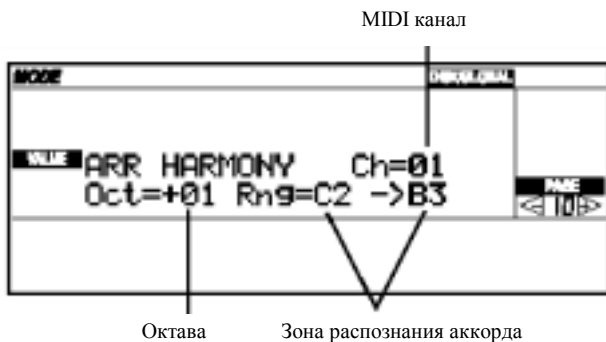 MIDI канал
MODE
VALUE ARR HARMONY Ch=01
Oct=+01 Rng=C2 ->B3
PAGE
10
Октава Зона распознания аккорда